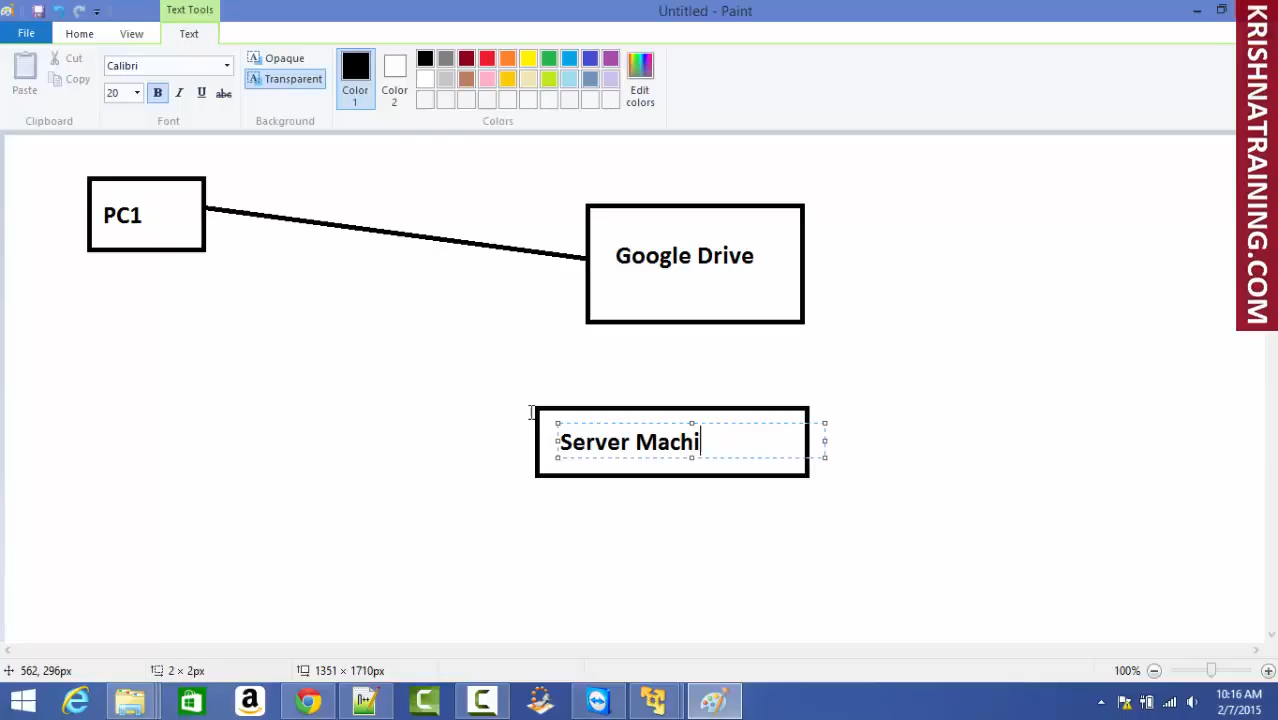 Text Tools
Untitled - Paint
File
Home
View
Text
Paste
Cut
Copy
Clipboard
Calibri
20
B
I
U
abc
Font
Opaque
Transparent
Background
Color
1
Color
2
Edit
colors
Colors
KRISHNATRAINING.COM
PC1
Google Drive
Server Machi
562, 296px
2 × 2px
1351 × 1710px
100%
10:16 AM
2/7/2015